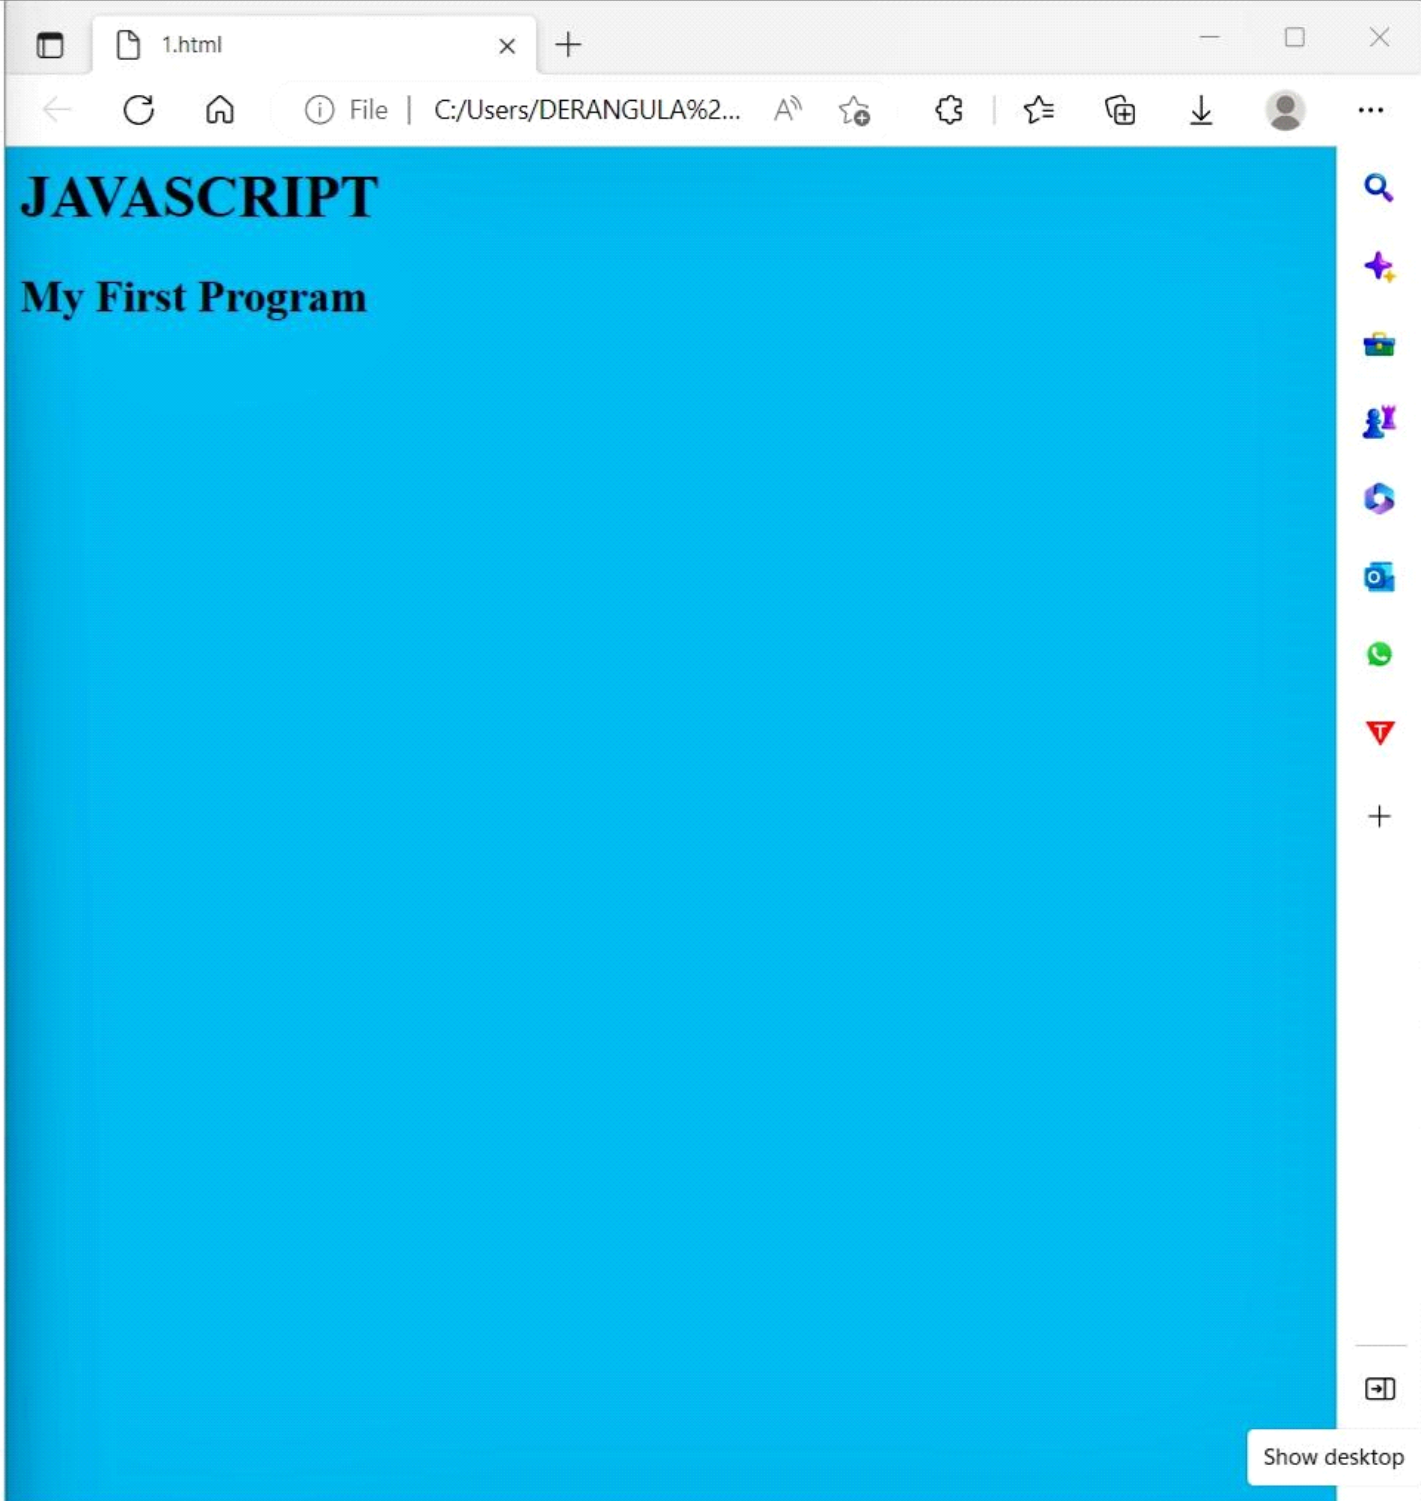 1.html
File | C:/Users/DERANGULA%2...
JAVASCRIPT
My First Program
Show desktop